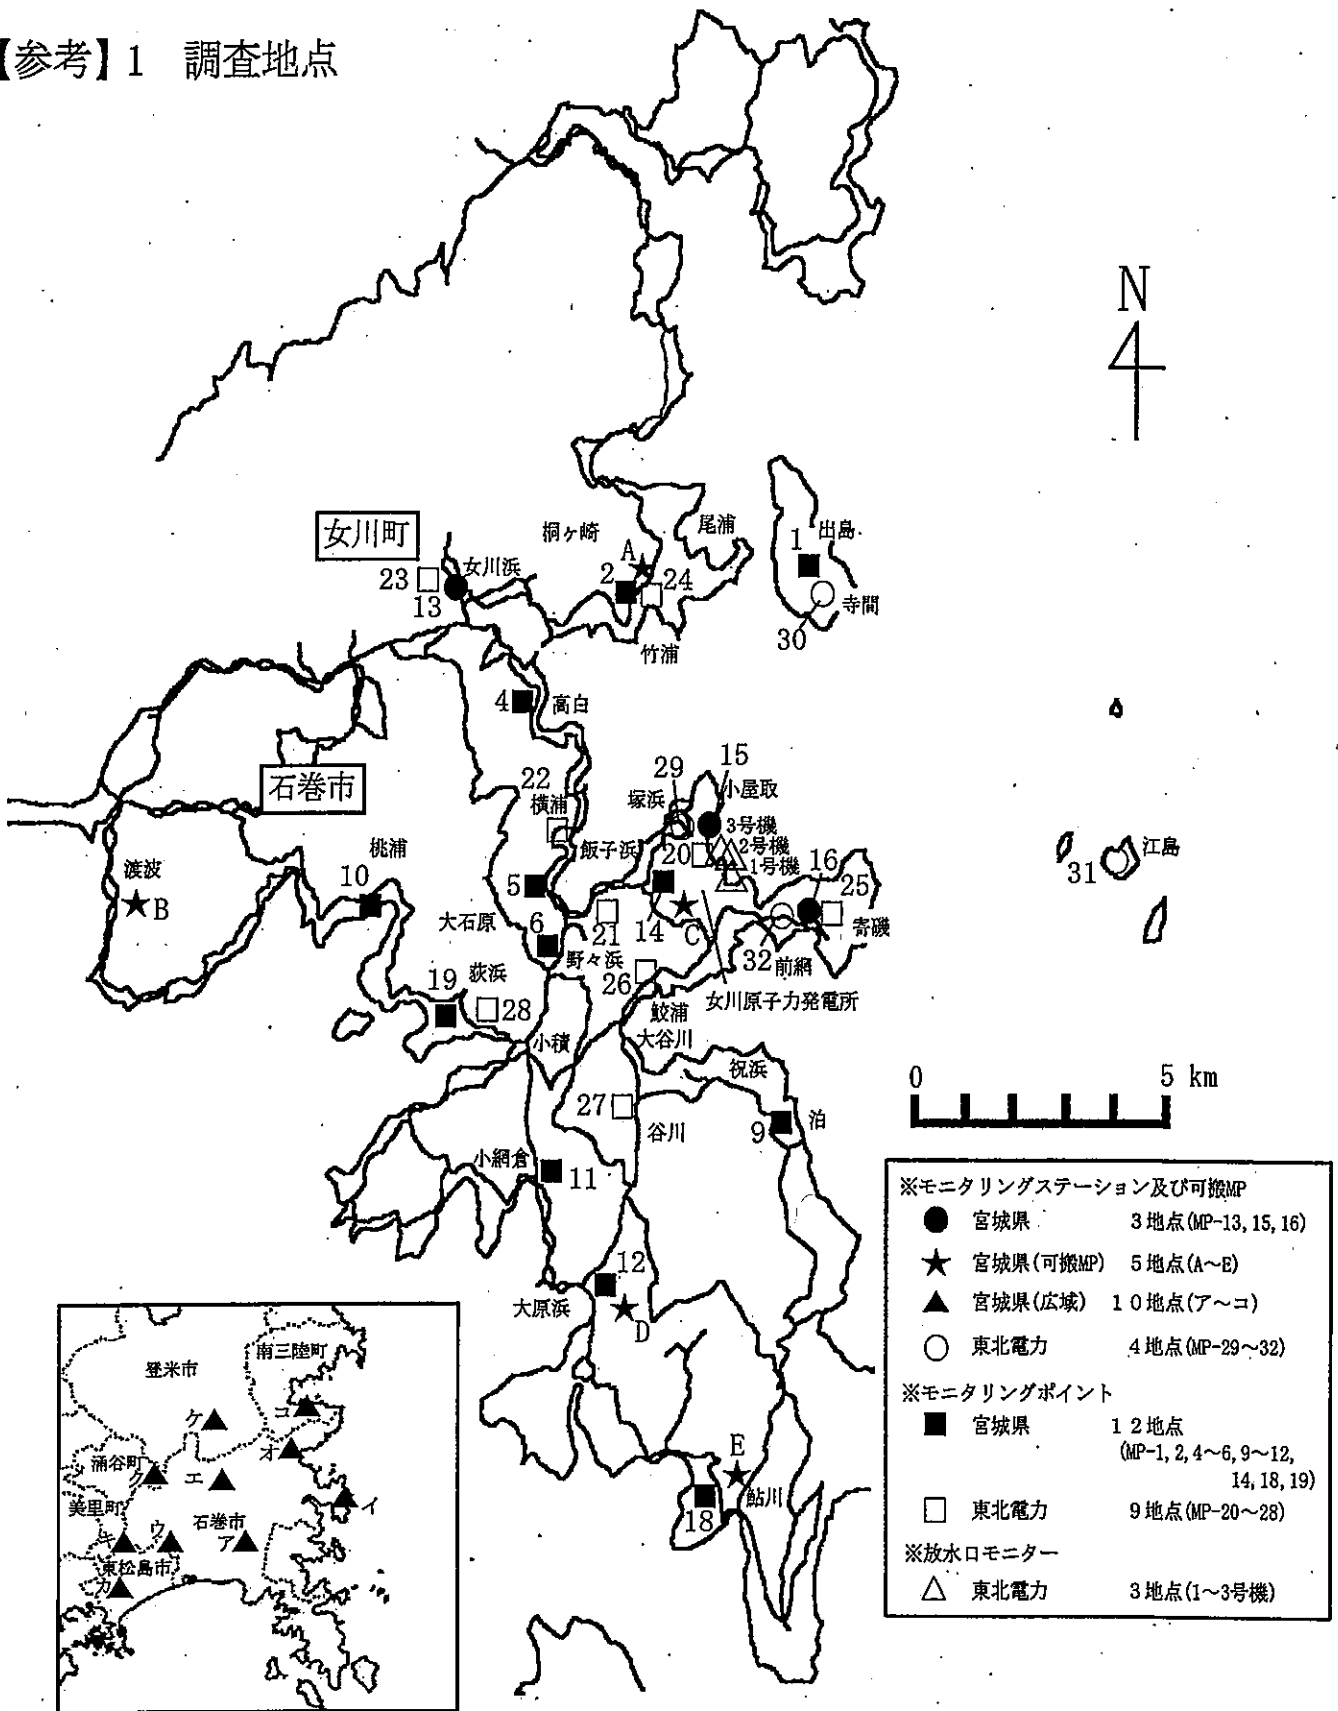 【参考】1 調査地点
N
女川町
23
13
女川浜
桐ヶ崎
A
2
24
尾浦
竹浦
1
出島
30
寺間
4
高白
石巻市
22
横浦
29
塚浜
15
小屋取
3号機
2号機
1号機
20
飯子浜
16
25
寄磯
31
江島
渡波
B
桃浦
10
5
大石原
6
21
14
C
野々浜
32
前網
26
鮫浦
女川原子力発電所
19
荻浜
28
小積
大谷川
祝浜
27
谷川
9
泊
0 5 km
小網倉
11
12
大原浜
D
E
18
鮎川
※モニタリングステーション及び可搬MP
● 宮城県 3地点(MP-13,15,16)
★ 宮城県(可搬MP) 5地点(A～E)
▲ 宮城県(広域) 10地点(ア～コ)
○ 東北電力 4地点(MP-29～32)
※モニタリングポイント
■ 宮城県 12地点
(MP-1,2,4～6,9～12,
14,18,19)
□ 東北電力 9地点(MP-20～28)
※放水口モニター
△ 東北電力 3地点(1～3号機)
南三陸町
登米市
ケ
コ
オ
涌谷町
ク
エ
イ
美里町
石巻市
キ
ウ
ア
東松島市
カ